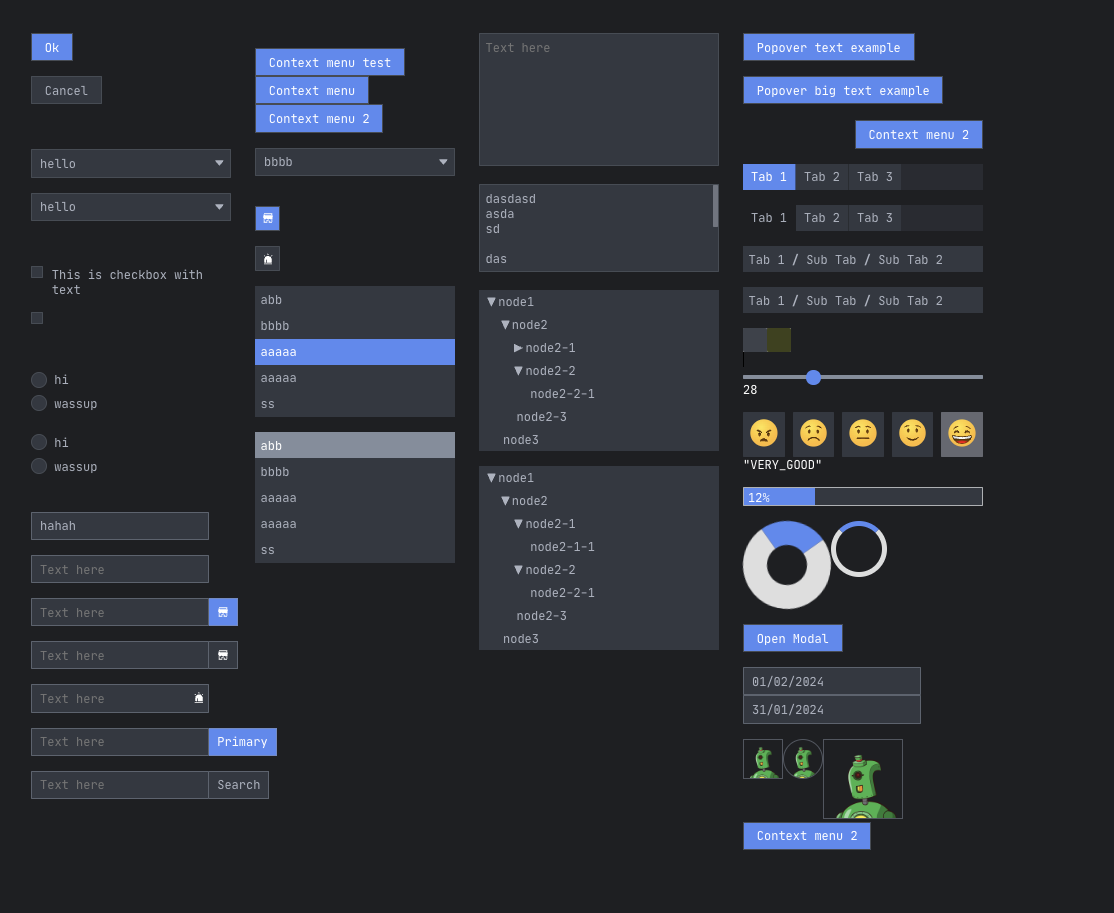 Ok
Cancel
hello
hello
This is checkbox with
text
hi
wassup
hi
wassup
hahah
Text here
Text here
Text here
Text here
Text here
Primary
Text here
Search
Context menu test
Context menu
Context menu 2
bbbb
abb
bbbb
aaaaa
aaaaa
ss
abb
bbbb
aaaaa
aaaaa
ss
Text here
dasdasd
asda
sd
das
node1
node2
node2-1
node2-2
node2-2-1
node2-3
node3
node1
node2
node2-1
node2-1-1
node2-2
node2-2-1
node2-3
node3
Popover text example
Popover big text example
Context menu 2
Tab 1 Tab 2 Tab 3
Tab 1 Tab 2 Tab 3
Tab 1 / Sub Tab / Sub Tab 2
Tab 1 / Sub Tab / Sub Tab 2
28
"VERY_GOOD"
12%
Open Modal
01/02/2024
31/01/2024
Context menu 2